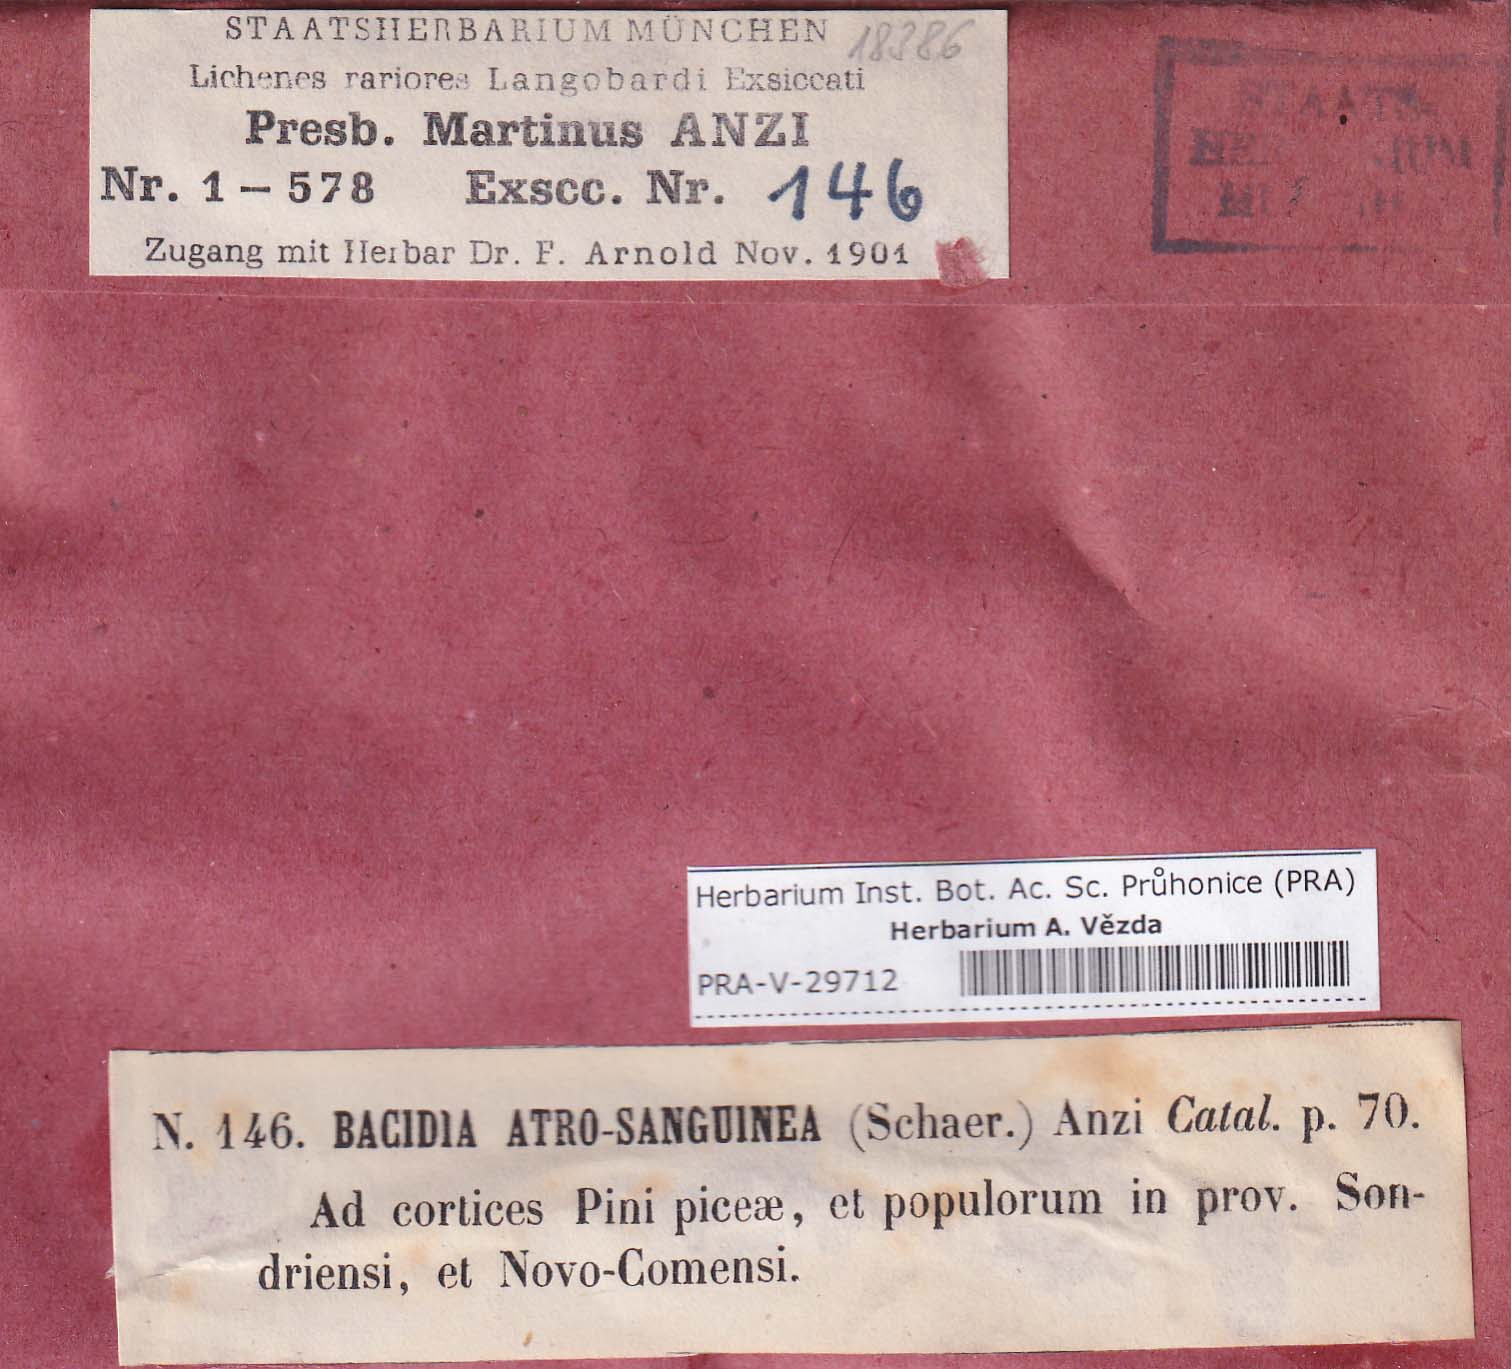 STAATSHERBARIUM MÜNCHEN
18386
Lichenes rariores Langobardi Exsiccati
Presb. Martinus ANZI
Nr. 1 – 578 Exscc. Nr. 146
Zugang mit Herbar Dr. F. Arnold Nov. 1901
STAATS-
Herbarium Inst. Bot. Ac. Sc. Průhonice (PRA)
Herbarium A. Vězda
PRA-V-29712
N. 146. BACIDIA ATRO-SANGUINEA (Schaer.) Anzi Catal. p. 70.
Ad cortices Pini piceæ, et populorum in prov. Son-
driensi, et Novo-Comensi.